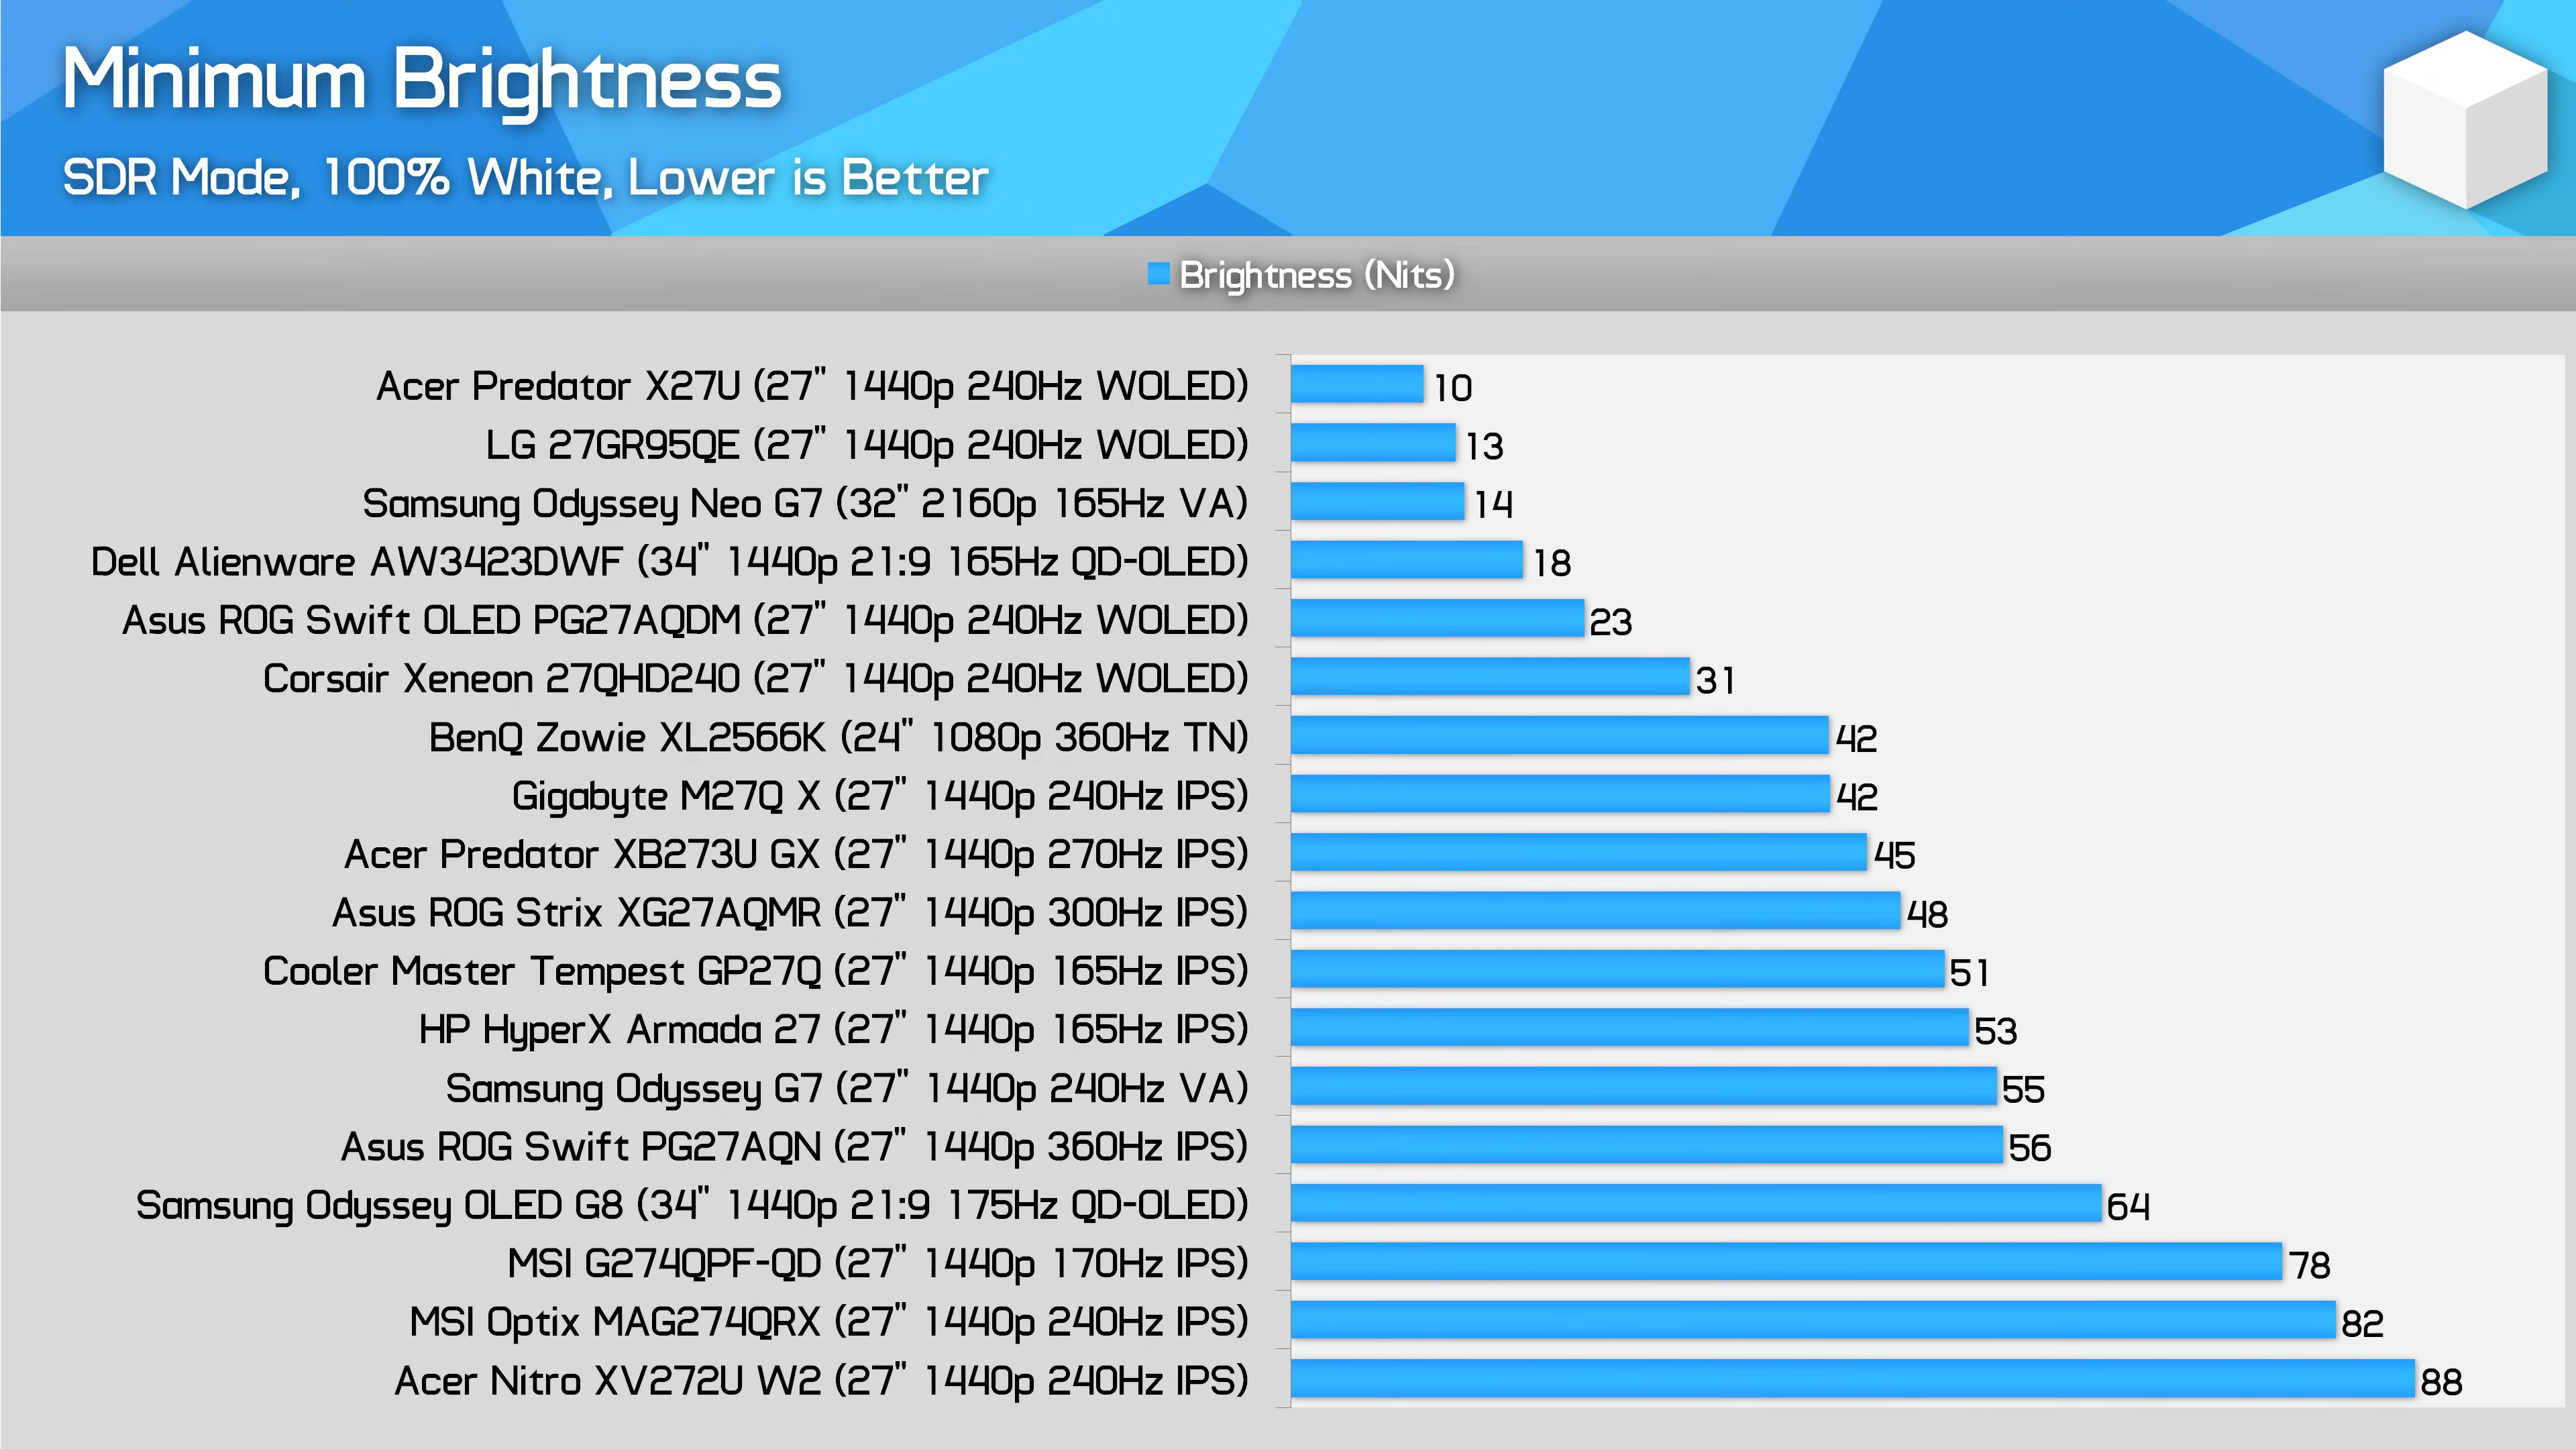 Minimum Brightness
SDR Mode, 100% White, Lower is Better
Brightness (Nits)
Acer Predator X27U (27" 1440p 240Hz WOLED) 10
LG 27GR95QE (27" 1440p 240Hz WOLED) 13
Samsung Odyssey Neo G7 (32" 2160p 165Hz VA) 14
Dell Alienware AW3423DWF (34" 1440p 21:9 165Hz QD-OLED) 18
Asus ROG Swift OLED PG27AQDM (27" 1440p 240Hz WOLED) 23
Corsair Xeneon 27QHD240 (27" 1440p 240Hz WOLED) 31
BenQ Zowie XL2566K (24" 1080p 360Hz TN) 42
Gigabyte M27Q X (27" 1440p 240Hz IPS) 42
Acer Predator XB273U GX (27" 1440p 270Hz IPS) 45
Asus ROG Strix XG27AQMR (27" 1440p 300Hz IPS) 48
Cooler Master Tempest GP27Q (27" 1440p 165Hz IPS) 51
HP HyperX Armada 27 (27" 1440p 165Hz IPS) 53
Samsung Odyssey G7 (27" 1440p 240Hz VA) 55
Asus ROG Swift PG27AQN (27" 1440p 360Hz IPS) 56
Samsung Odyssey OLED G8 (34" 1440p 21:9 175Hz QD-OLED) 64
MSI G274QPF-QD (27" 1440p 170Hz IPS) 78
MSI Optix MAG274QRX (27" 1440p 240Hz IPS) 82
Acer Nitro XV272U W2 (27" 1440p 240Hz IPS) 88